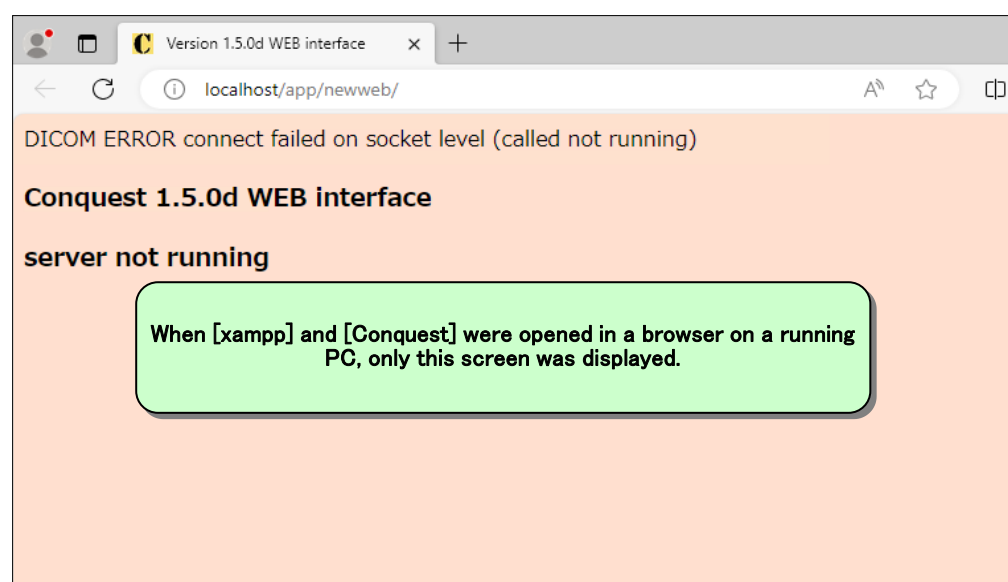 Version 1.5.0d WEB interface
localhost/app/newweb/
DICOM ERROR connect failed on socket level (called not running)
Conquest 1.5.0d WEB interface
server not running
When [xampp] and [Conquest] were opened in a browser on a running
PC, only this screen was displayed.